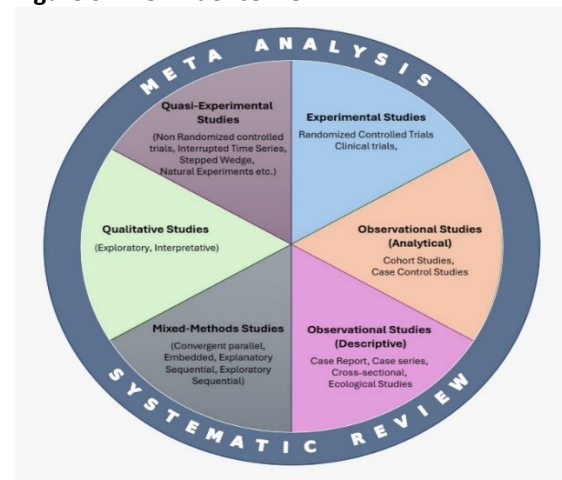 META ANALYSIS
Quasi-Experimental
Studies
(Non Randomized controlled
trials, Interrupted Time Series,
Stepped Wedge,
Natural Experiments etc.)
Experimental Studies
Randomized Controlled Trials
Clinical trials,
Qualitative Studies
(Exploratory, Interpretative)
Observational Studies
(Analytical)
Cohort Studies,
Case Control Studies
Mixed-Methods Studies
(Convergent parallel,
Embedded, Explanatory
Sequential, Exploratory
Sequential)
Observational Studies
(Descriptive)
Case Report, Case series,
Cross-sectional,
Ecological Studies
SYSTEMATIC REVIEW